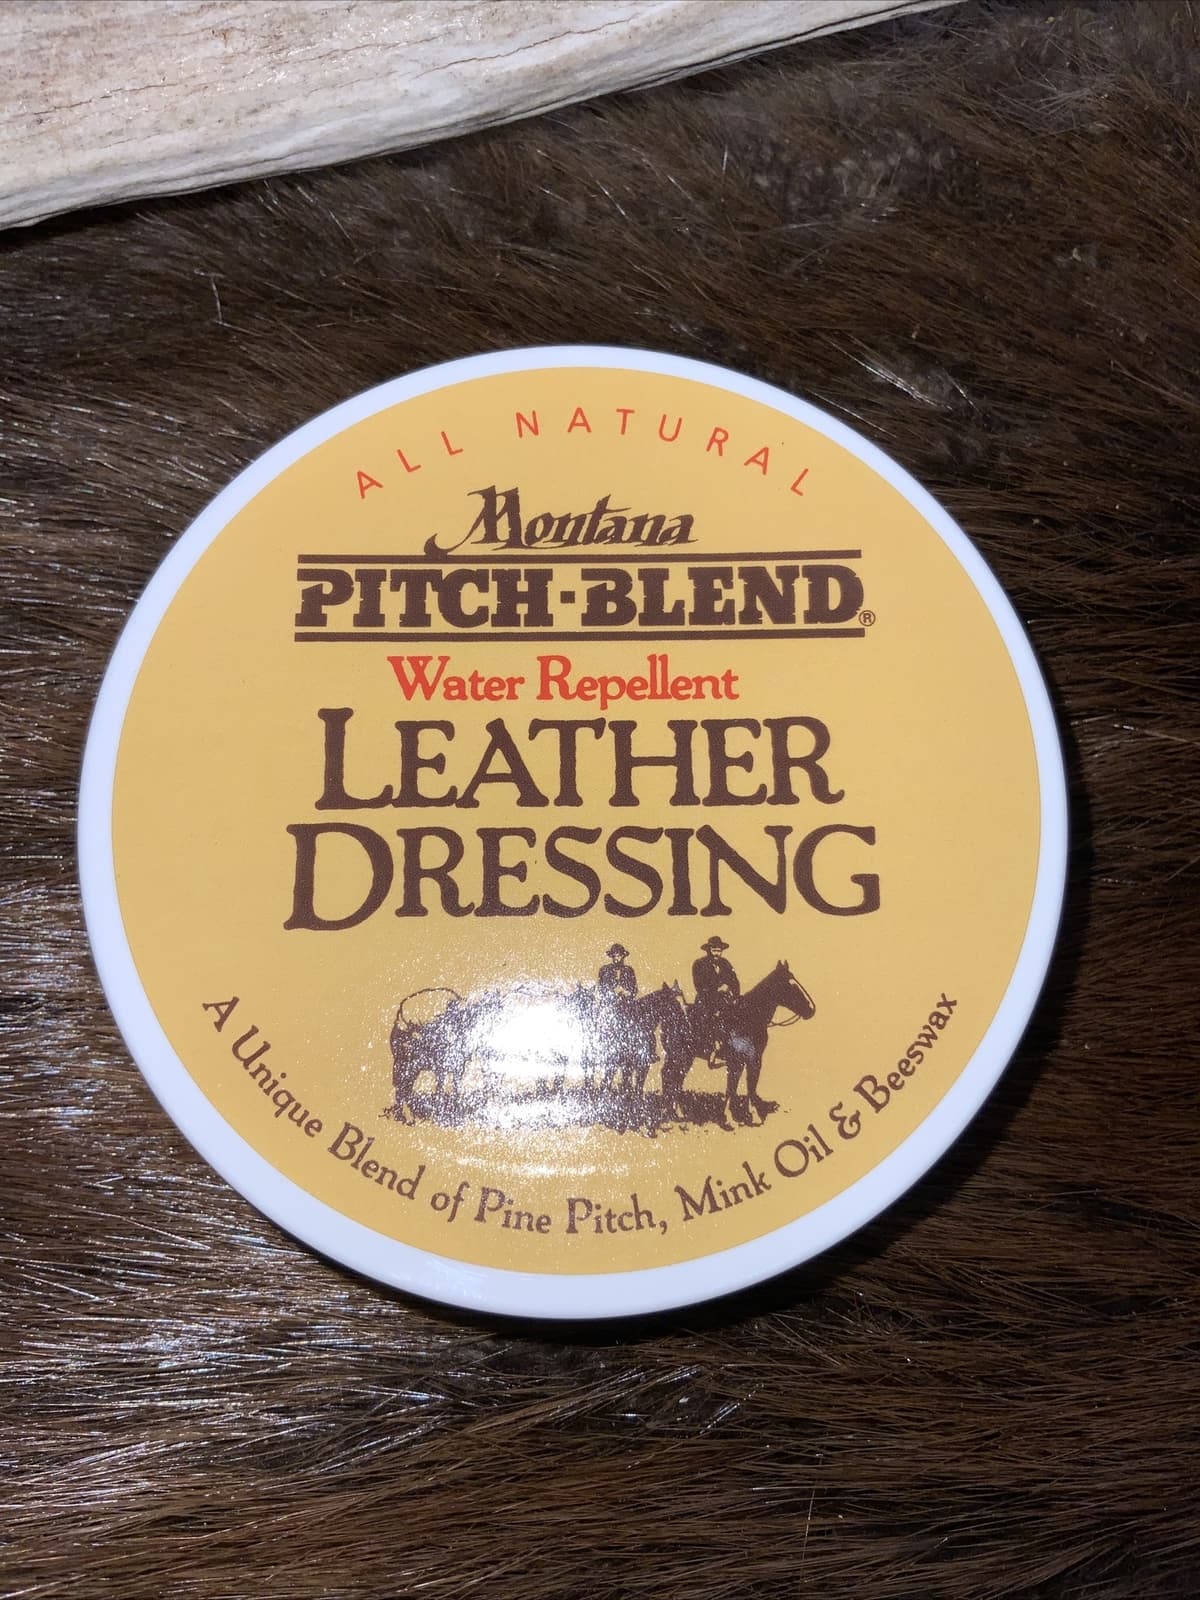 ALL NATURAL
Montana
PITCH-BLEND®
Water Repellent
LEATHER
DRESSING
A Unique Blend of Pine Pitch, Mink Oil & Beeswax